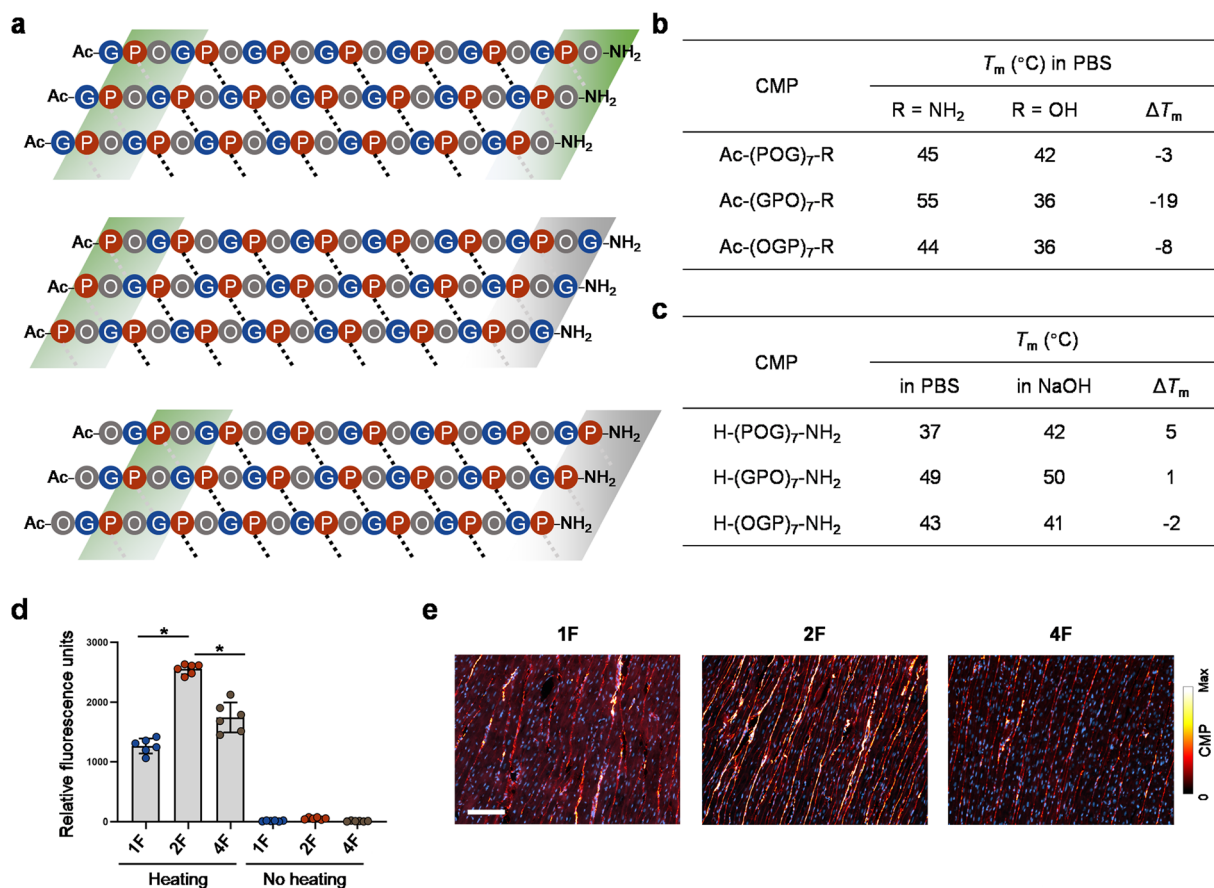 a
Ac-GPOGPOGPOGPOGPOGPOGPO-NH₂
Ac-GPOGPOGPOGPOGPOGPOGPO-NH₂
Ac-GPOGPOGPOGPOGPOGPOGPO-NH₂
Ac-POGPOGPOGPOGPOGPOGPOG-NH₂
Ac-POGPOGPOGPOGPOGPOGPOG-NH₂
Ac-POGPOGPOGPOGPOGPOGPOG-NH₂
Ac-OGPOGPOGPOGPOGPOGPOGP-NH₂
Ac-OGPOGPOGPOGPOGPOGPOGP-NH₂
Ac-OGPOGPOGPOGPOGPOGPOGP-NH₂
b
CMP
Tm (°C) in PBS
R = NH₂ R = OH ΔTm
Ac-(POG)₇-R 45 42 -3
Ac-(GPO)₇-R 55 36 -19
Ac-(OGP)₇-R 44 36 -8
c
CMP
Tm (°C)
in PBS in NaOH ΔTm
H-(POG)₇-NH₂ 37 42 5
H-(GPO)₇-NH₂ 49 50 1
H-(OGP)₇-NH₂ 43 41 -2
d
Relative fluorescence units
3000
2000
1000
0
* *
1F 2F 4F 1F 2F 4F
Heating No heating
e
1F 2F 4F
Max
CMP
0